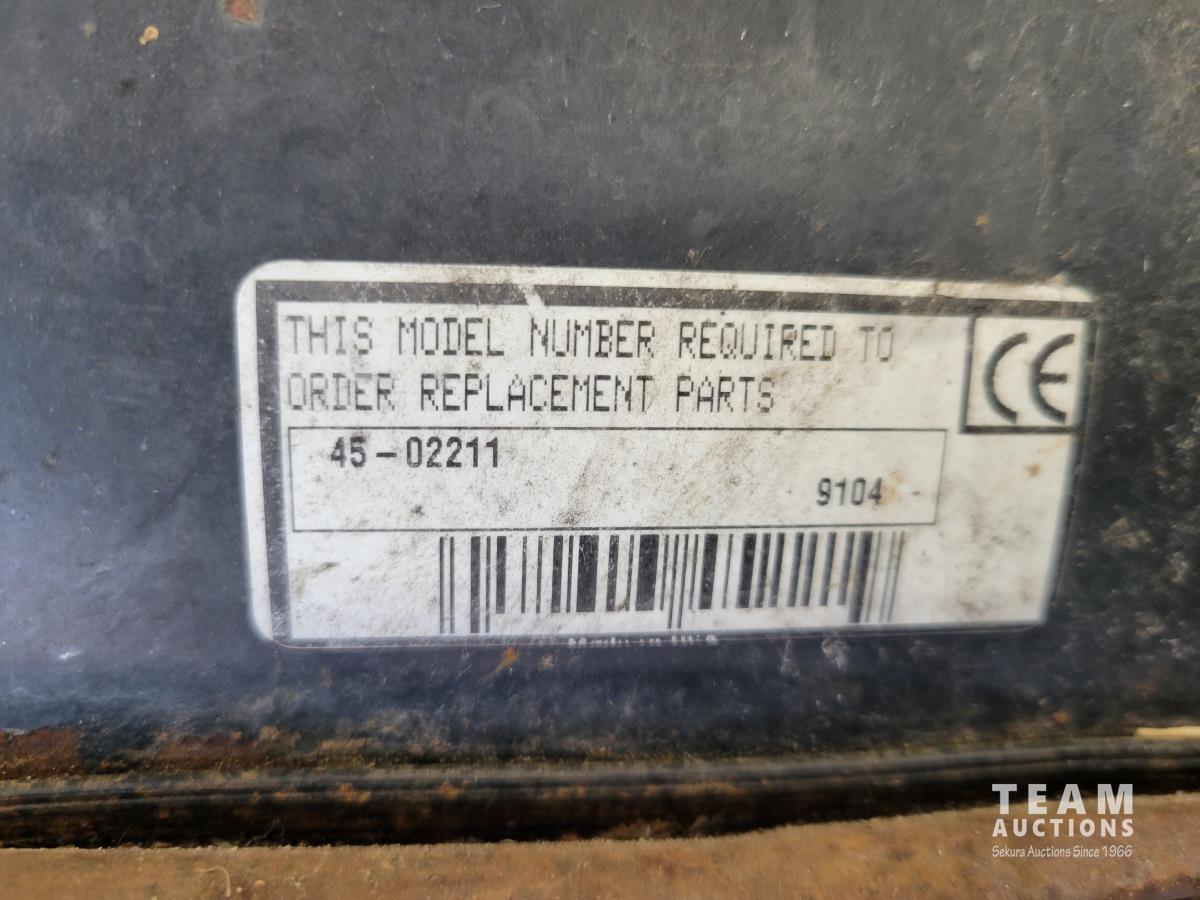 THIS MODEL NUMBER REQUIRED TO
ORDER REPLACEMENT PARTS
CE
45-02211
9104
TEAM
AUCTIONS
Sekura Auctions Since 1966